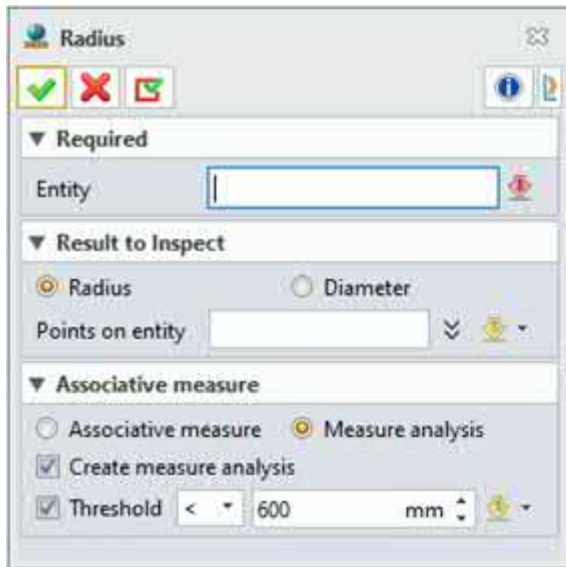 Radius
Required
Entity
Result to Inspect
Radius Diameter
Points on entity
Associative measure
Associative measure Measure analysis
Create measure analysis
Threshold < 600 mm